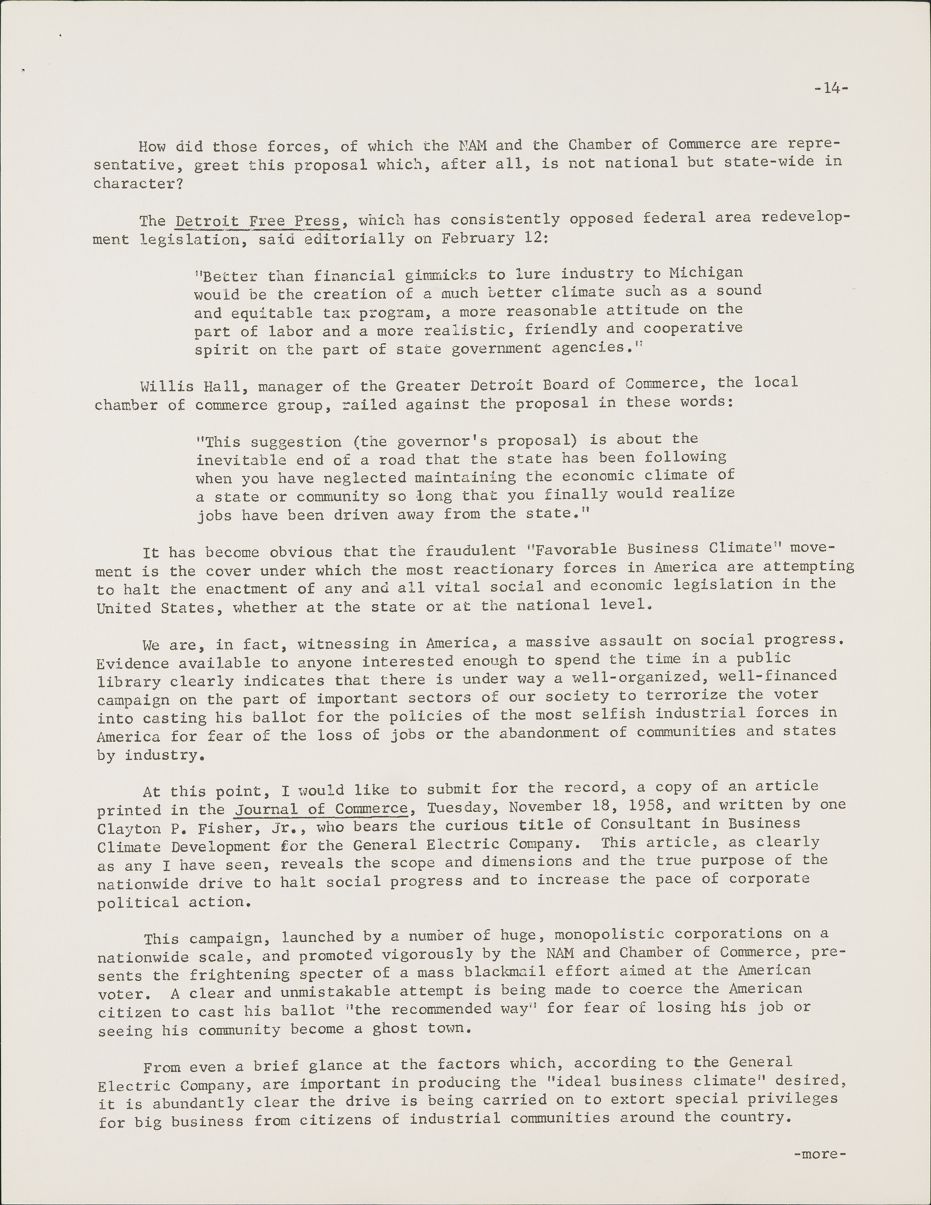 -14-
How did those forces, of which the NAM and the Chamber of Commerce are repre-
sentative, greet this proposal which, after all, is not national but state-wide in
character?
The Detroit Free Press, which has consistently opposed federal area redevelop-
ment legislation, said editorially on February 12:
"Better than financial gimmicks to lure industry to Michigan
would be the creation of a much better climate such as a sound
and equitable tax program, a more reasonable attitude on the
part of labor and a more realistic, friendly and cooperative
spirit on the part of state government agencies."
Willis Hall, manager of the Greater Detroit Board of Commerce, the local
chamber of commerce group, railed against the proposal in these words:
"This suggestion (the governor's proposal) is about the
inevitable end of a road that the state has been following
when you have neglected maintaining the economic climate of
a state or community so long that you finally would realize
jobs have been driven away from the state."
It has become obvious that the fraudulent "Favorable Business Climate" move-
ment is the cover under which the most reactionary forces in America are attempting
to halt the enactment of any and all vital social and economic legislation in the
United States, whether at the state or at the national level.
We are, in fact, witnessing in America, a massive assault on social progress.
Evidence available to anyone interested enough to spend the time in a public
library clearly indicates that there is under way a well-organized, well-financed
campaign on the part of important sectors of our society to terrorize the voter
into casting his ballot for the policies of the most selfish industrial forces in
America for fear of the loss of jobs or the abandonment of communities and states
by industry.
At this point, I would like to submit for the record, a copy of an article
printed in the Journal of Commerce, Tuesday, November 18, 1958, and written by one
Clayton P. Fisher, Jr., who bears the curious title of Consultant in Business
Climate Development for the General Electric Company. This article, as clearly
as any I have seen, reveals the scope and dimensions and the true purpose of the
nationwide drive to halt social progress and to increase the pace of corporate
political action.
This campaign, launched by a number of huge, monopolistic corporations on a
nationwide scale, and promoted vigorously by the NAM and Chamber of Commerce, pre-
sents the frightening specter of a mass blackmail effort aimed at the American
voter. A clear and unmistakable attempt is being made to coerce the American
citizen to cast his ballot "the recommended way" for fear of losing his job or
seeing his community become a ghost town.
From even a brief glance at the factors which, according to the General
Electric Company, are important in producing the "ideal business climate" desired,
it is abundantly clear the drive is being carried on to extort special privileges
for big business from citizens of industrial communities around the country.
-more-